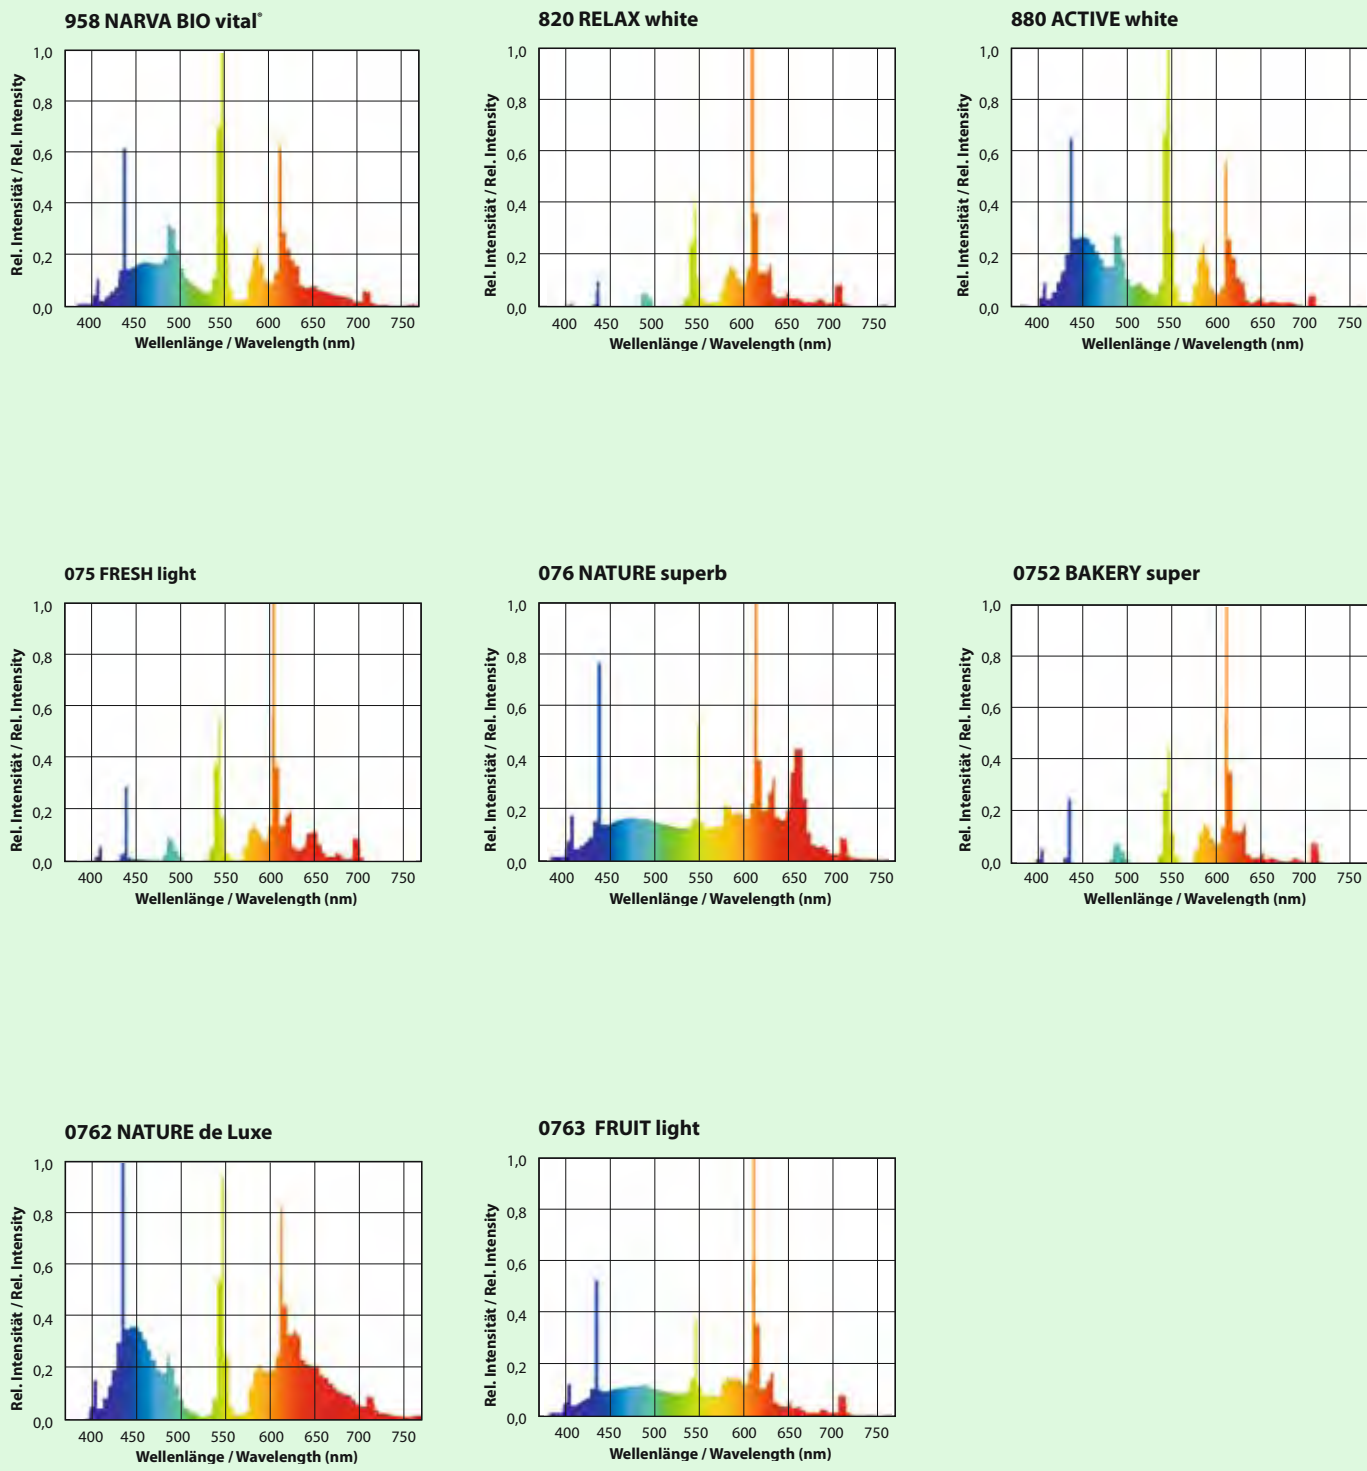 958 NARVA BIO vital®
Rel. Intensität / Rel. Intensity
1,0
0,8
0,6
0,4
0,2
0,0
400 450 500 550 600 650 700 750
Wellenlänge / Wavelength (nm)
820 RELAX white
Rel. Intensität / Rel. Intensity
1,0
0,8
0,6
0,4
0,2
0,0
400 450 500 550 600 650 700 750
Wellenlänge / Wavelength (nm)
880 ACTIVE white
Rel. Intensität / Rel. Intensity
1,0
0,8
0,6
0,4
0,2
0,0
400 450 500 550 600 650 700 750
Wellenlänge / Wavelength (nm)
075 FRESH light
Rel. Intensität / Rel. Intensity
1,0
0,8
0,6
0,4
0,2
0,0
400 450 500 550 600 650 700 750
Wellenlänge / Wavelength (nm)
076 NATURE superb
Rel. Intensität / Rel. Intensity
1,0
0,8
0,6
0,4
0,2
0,0
400 450 500 550 600 650 700 750
Wellenlänge / Wavelength (nm)
0752 BAKERY super
Rel. Intensität / Rel. Intensity
1,0
0,8
0,6
0,4
0,2
0,0
400 450 500 550 600 650 700 750
Wellenlänge / Wavelength (nm)
0762 NATURE de Luxe
Rel. Intensität / Rel. Intensity
1,0
0,8
0,6
0,4
0,2
0,0
400 450 500 550 600 650 700 750
Wellenlänge / Wavelength (nm)
0763 FRUIT light
Rel. Intensität / Rel. Intensity
1,0
0,8
0,6
0,4
0,2
0,0
400 450 500 550 600 650 700 750
Wellenlänge / Wavelength (nm)